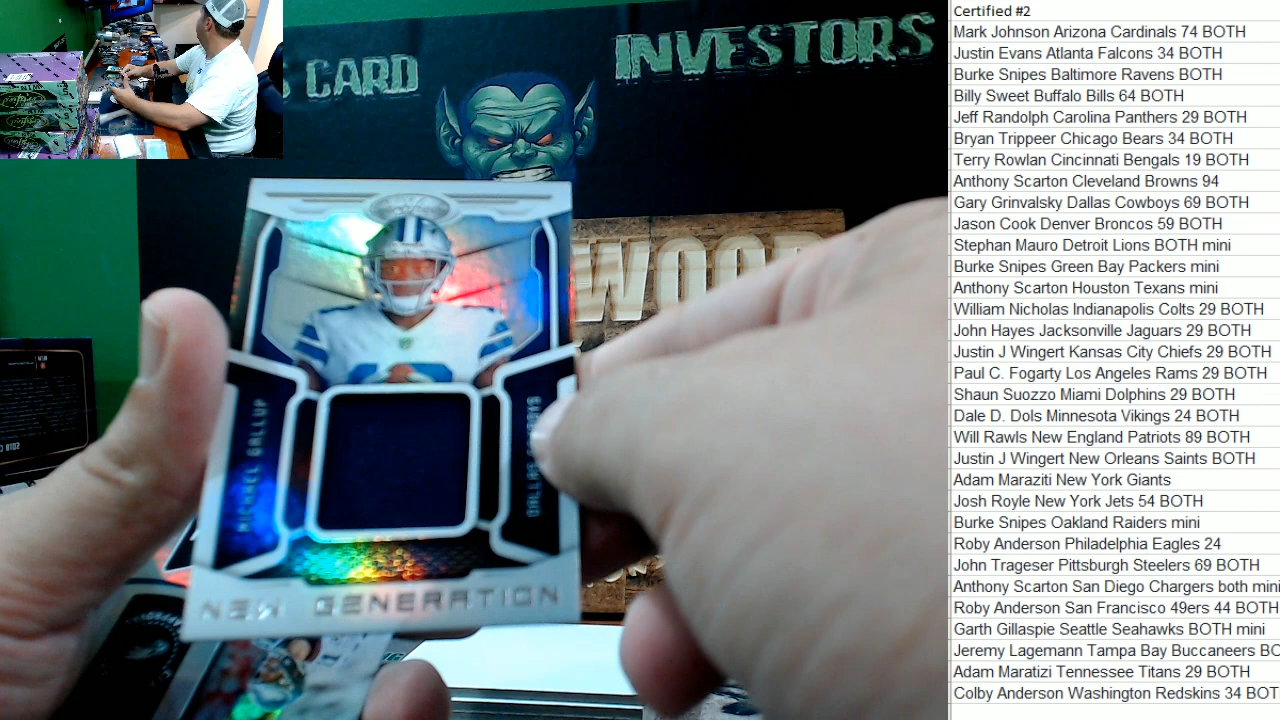 CARD
INVESTORS
WOOD
MICHAEL GALLUP
DALLAS COWBOYS
NEW GENERATION
Certified #2
Mark Johnson Arizona Cardinals 74 BOTH
Justin Evans Atlanta Falcons 34 BOTH
Burke Snipes Baltimore Ravens BOTH
Billy Sweet Buffalo Bills 64 BOTH
Jeff Randolph Carolina Panthers 29 BOTH
Bryan Trippeer Chicago Bears 34 BOTH
Terry Rowlan Cincinnati Bengals 19 BOTH
Anthony Scarton Cleveland Browns 94
Gary Grinvalsky Dallas Cowboys 69 BOTH
Jason Cook Denver Broncos 59 BOTH
Stephan Mauro Detroit Lions BOTH mini
Burke Snipes Green Bay Packers mini
Anthony Scarton Houston Texans mini
William Nicholas Indianapolis Colts 29 BOTH
John Hayes Jacksonville Jaguars 29 BOTH
Justin J Wingert Kansas City Chiefs 29 BOTH
Paul C. Fogarty Los Angeles Rams 29 BOTH
Shaun Suozzo Miami Dolphins 29 BOTH
Dale D. Dols Minnesota Vikings 24 BOTH
Will Rawls New England Patriots 89 BOTH
Justin J Wingert New Orleans Saints BOTH
Adam Maraziti New York Giants
Josh Royle New York Jets 54 BOTH
Burke Snipes Oakland Raiders mini
Roby Anderson Philadelphia Eagles 24
John Trageser Pittsburgh Steelers 69 BOTH
Anthony Scarton San Diego Chargers both mini
Roby Anderson San Francisco 49ers 44 BOTH
Garth Gillaspie Seattle Seahawks BOTH mini
Jeremy Lagemann Tampa Bay Buccaneers BO
Adam Maratizi Tennessee Titans 29 BOTH
Colby Anderson Washington Redskins 34 BOT